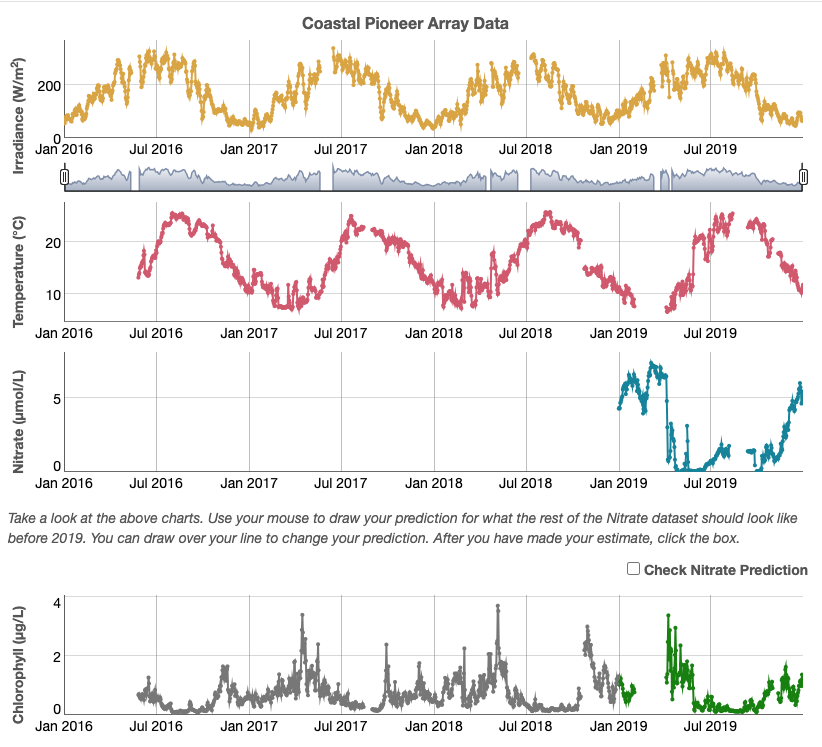 Coastal Pioneer Array Data
Irradiance (W/m²)
200
0
Jan 2016 Jul 2016 Jan 2017 Jul 2017 Jan 2018 Jul 2018 Jan 2019 Jul 2019
Temperature (°C)
20
10
Jan 2016 Jul 2016 Jan 2017 Jul 2017 Jan 2018 Jul 2018 Jan 2019 Jul 2019
Nitrate (µmol/L)
5
0
Jan 2016 Jul 2016 Jan 2017 Jul 2017 Jan 2018 Jul 2018 Jan 2019 Jul 2019
Take a look at the above charts. Use your mouse to draw your prediction for what the rest of the Nitrate dataset should look like
before 2019. You can draw over your line to change your prediction. After you have made your estimate, click the box.
Check Nitrate Prediction
Chlorophyll (µg/L)
4
2
0
Jan 2016 Jul 2016 Jan 2017 Jul 2017 Jan 2018 Jul 2018 Jan 2019 Jul 2019